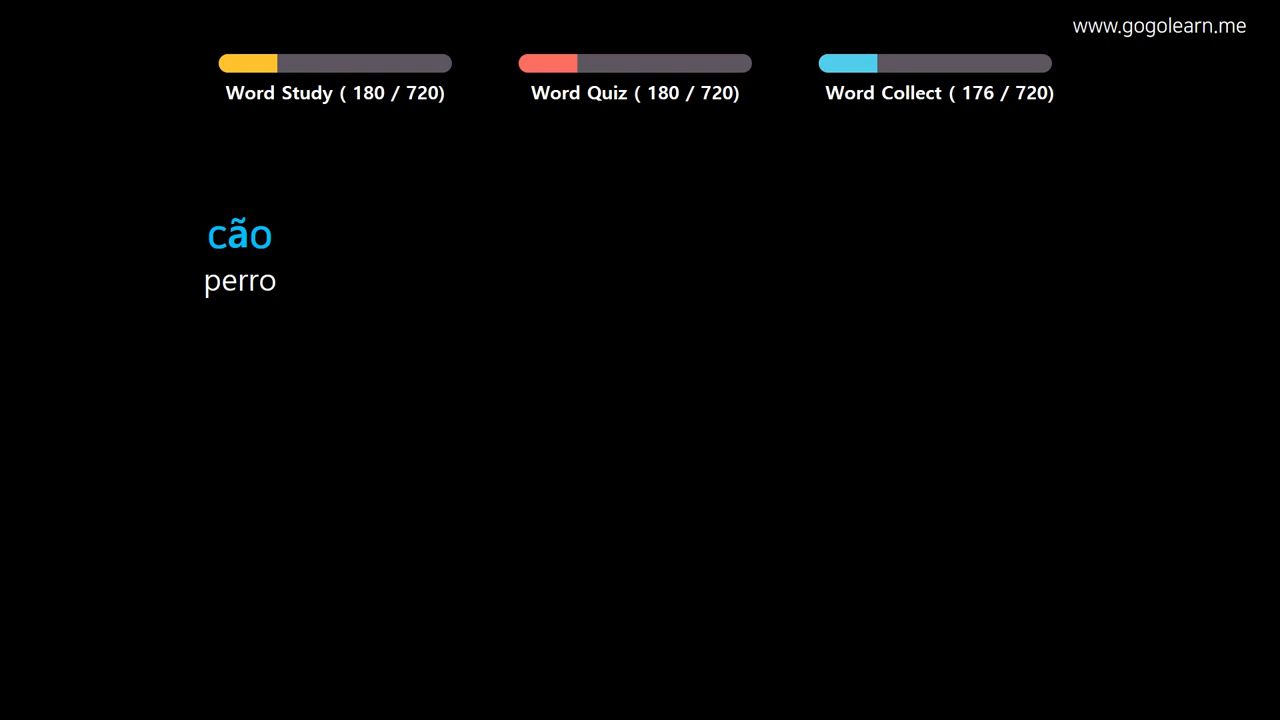 www.gogolearn.me
Word Study ( 180 / 720)
Word Quiz ( 180 / 720)
Word Collect ( 176 / 720)
cão
perro